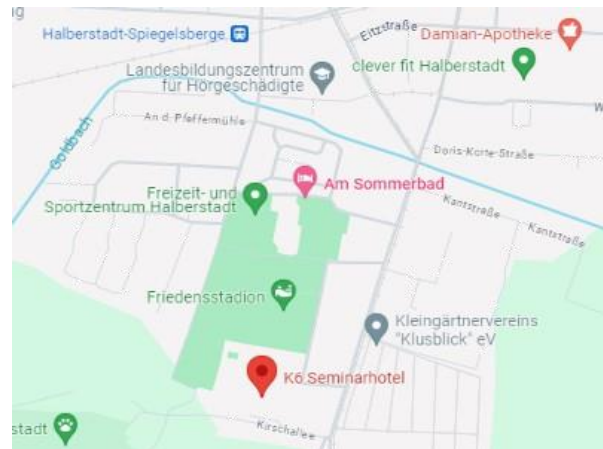 Halberstadt-Spiegelsberge
Eitzstraße
Damian-Apotheke
clever fit Halberstadt
Landesbildungszentrum
für Hörgeschädigte
Goldbach
An d. Pfeffermühle
W
Doris-Korte-Straße
Am Sommerbad
Freizeit- und
Sportzentrum Halberstadt
Kantstraße
Kantstraße
Friedensstadion
Kleingärtnervereins
"Klusblick" eV
K6 Seminarhotel
Kirschallee
stadt